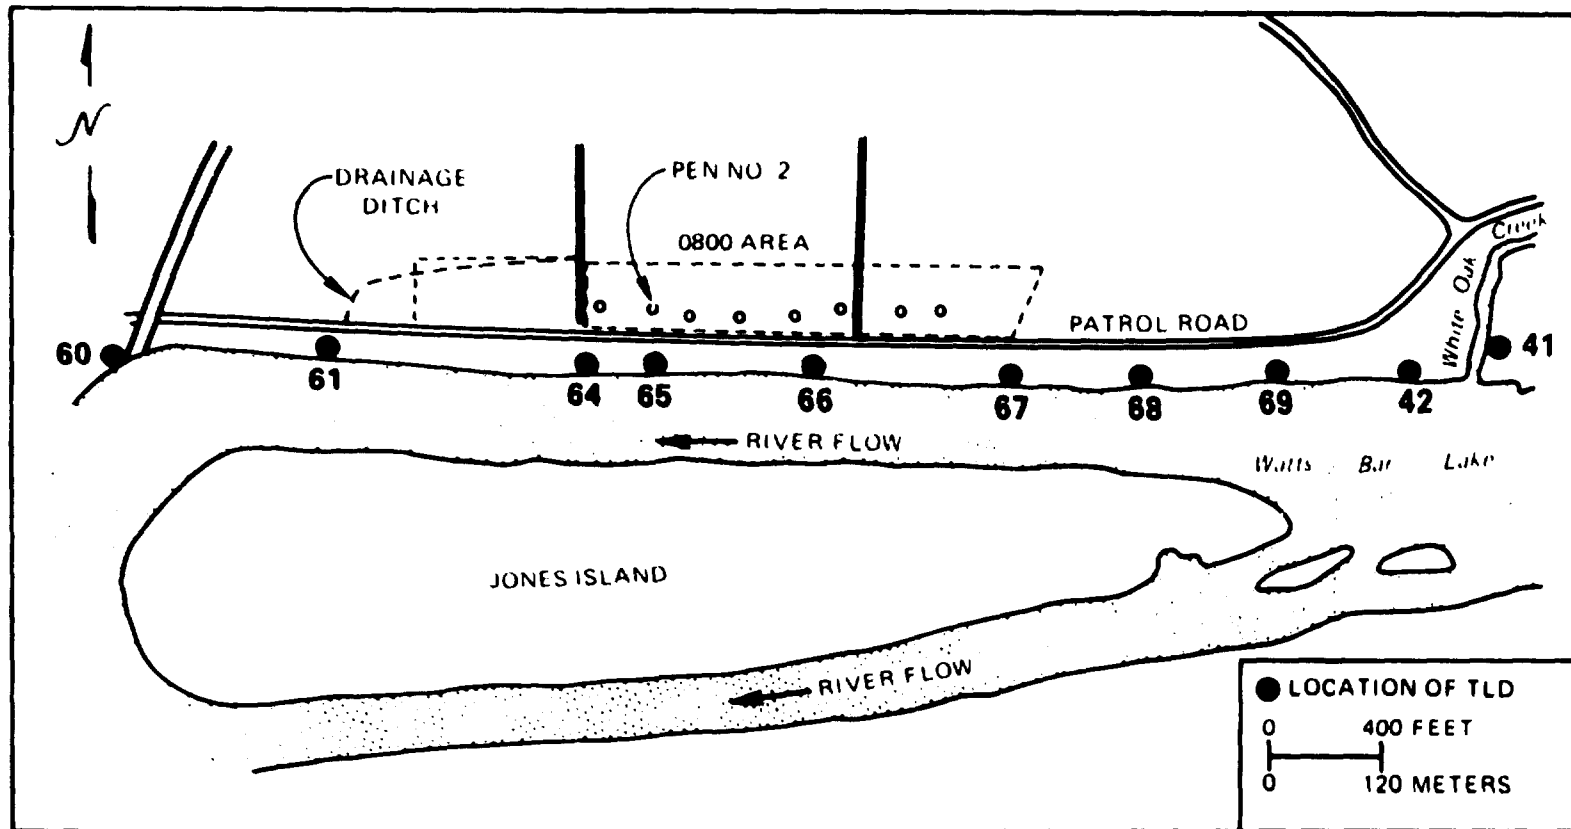 N
DRAINAGE
DITCH
PEN NO 2
0800 AREA
Creek
White Oak
PATROL ROAD
60
61
64
65
66
67
68
69
42
41
RIVER FLOW
Watts Bar Lake
JONES ISLAND
RIVER FLOW
LOCATION OF TLD
0 400 FEET
0 120 METERS